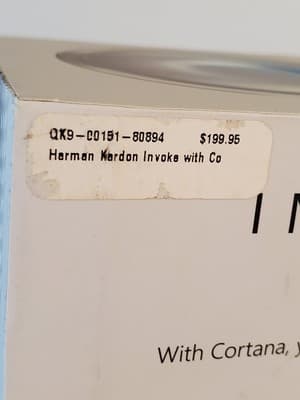 QK9-00191-80894 $199.95
Harman Kardon Invoke with Co
I
With Cortana,